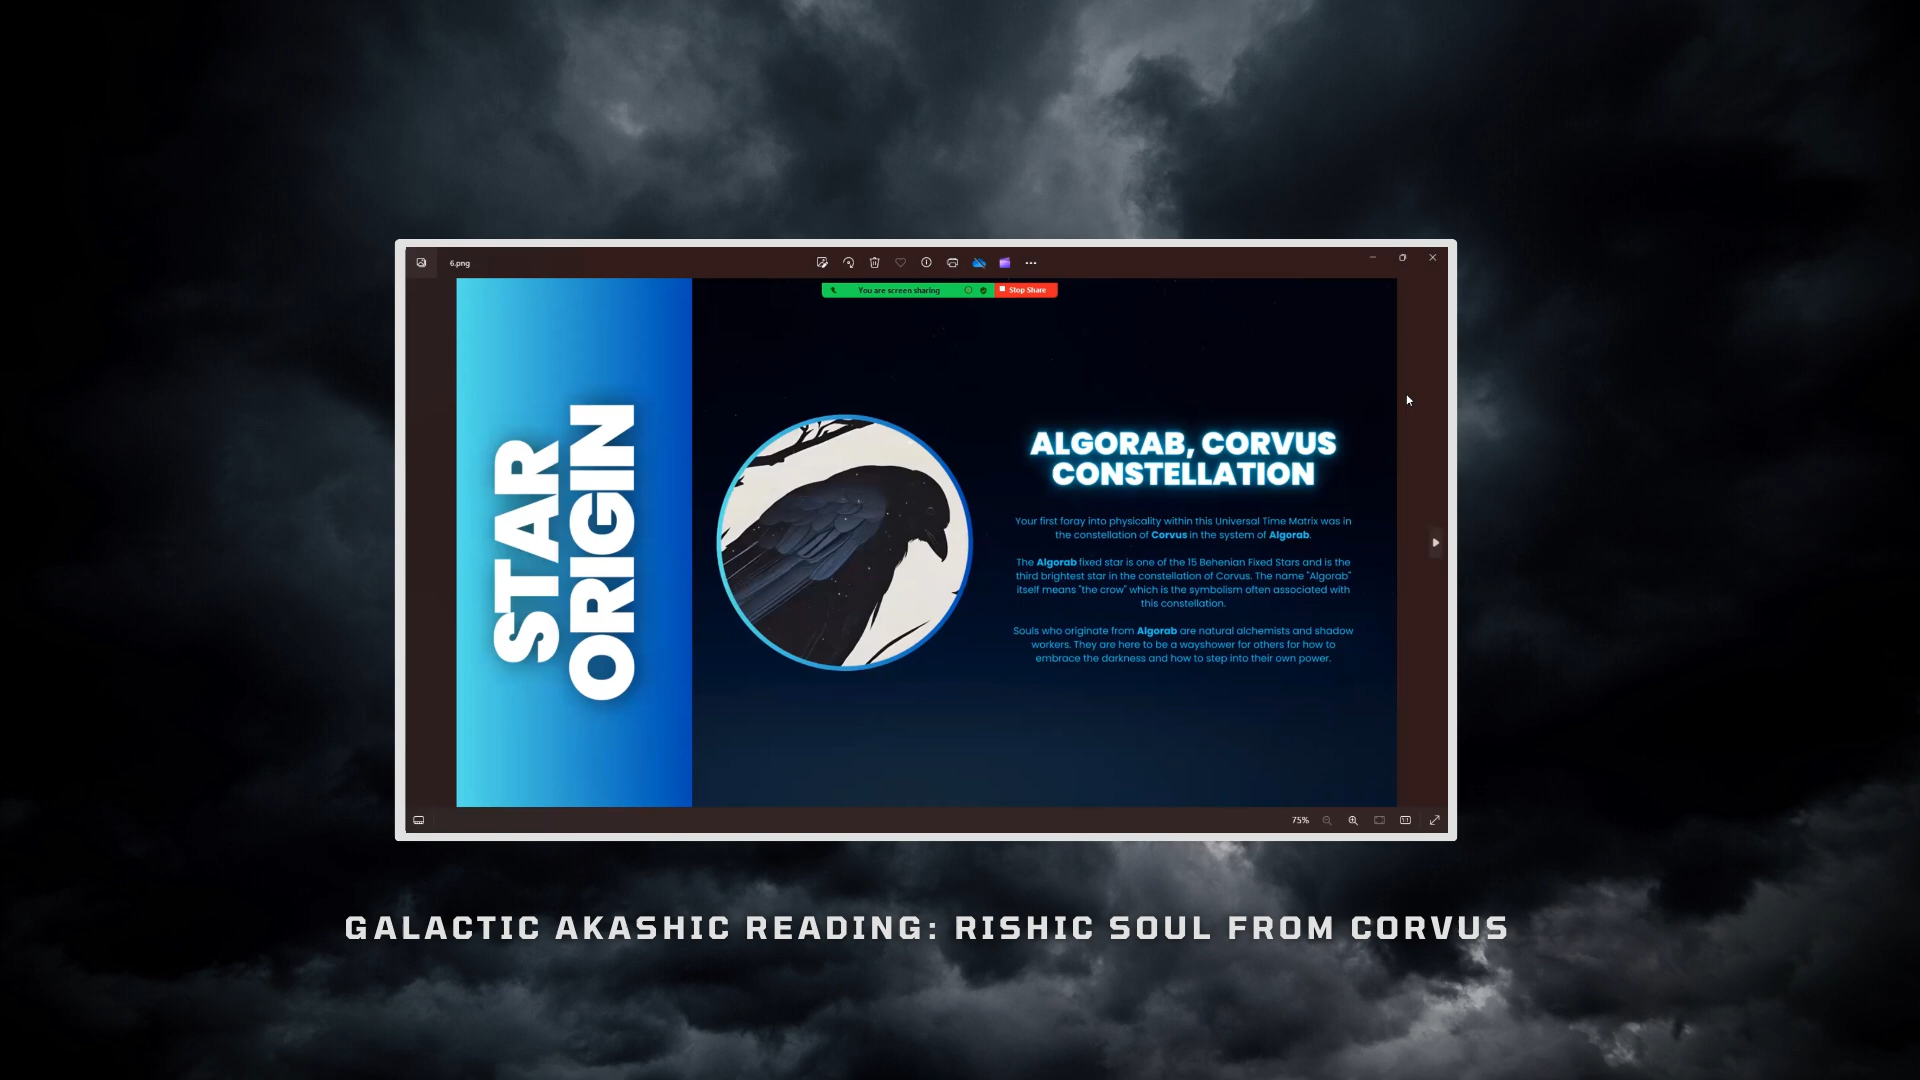 6.png
You are screen sharing
Stop Share
STAR
ORIGIN
ALGORAB, CORVUS
CONSTELLATION
Your first foray into physicality within this Universal Time Matrix was in
the constellation of Corvus in the system of Algorab.
The Algorab fixed star is one of the 15 Behenian Fixed Stars and is the
third brightest star in the constellation of Corvus. The name "Algorab"
itself means "the crow" which is the symbolism often associated with
this constellation.
Souls who originate from Algorab are natural alchemists and shadow
workers. They are here to be a wayshower for others for how to
embrace the darkness and how to step into their own power.
75%
GALACTIC AKASHIC READING: RISHIC SOUL FROM CORVUS